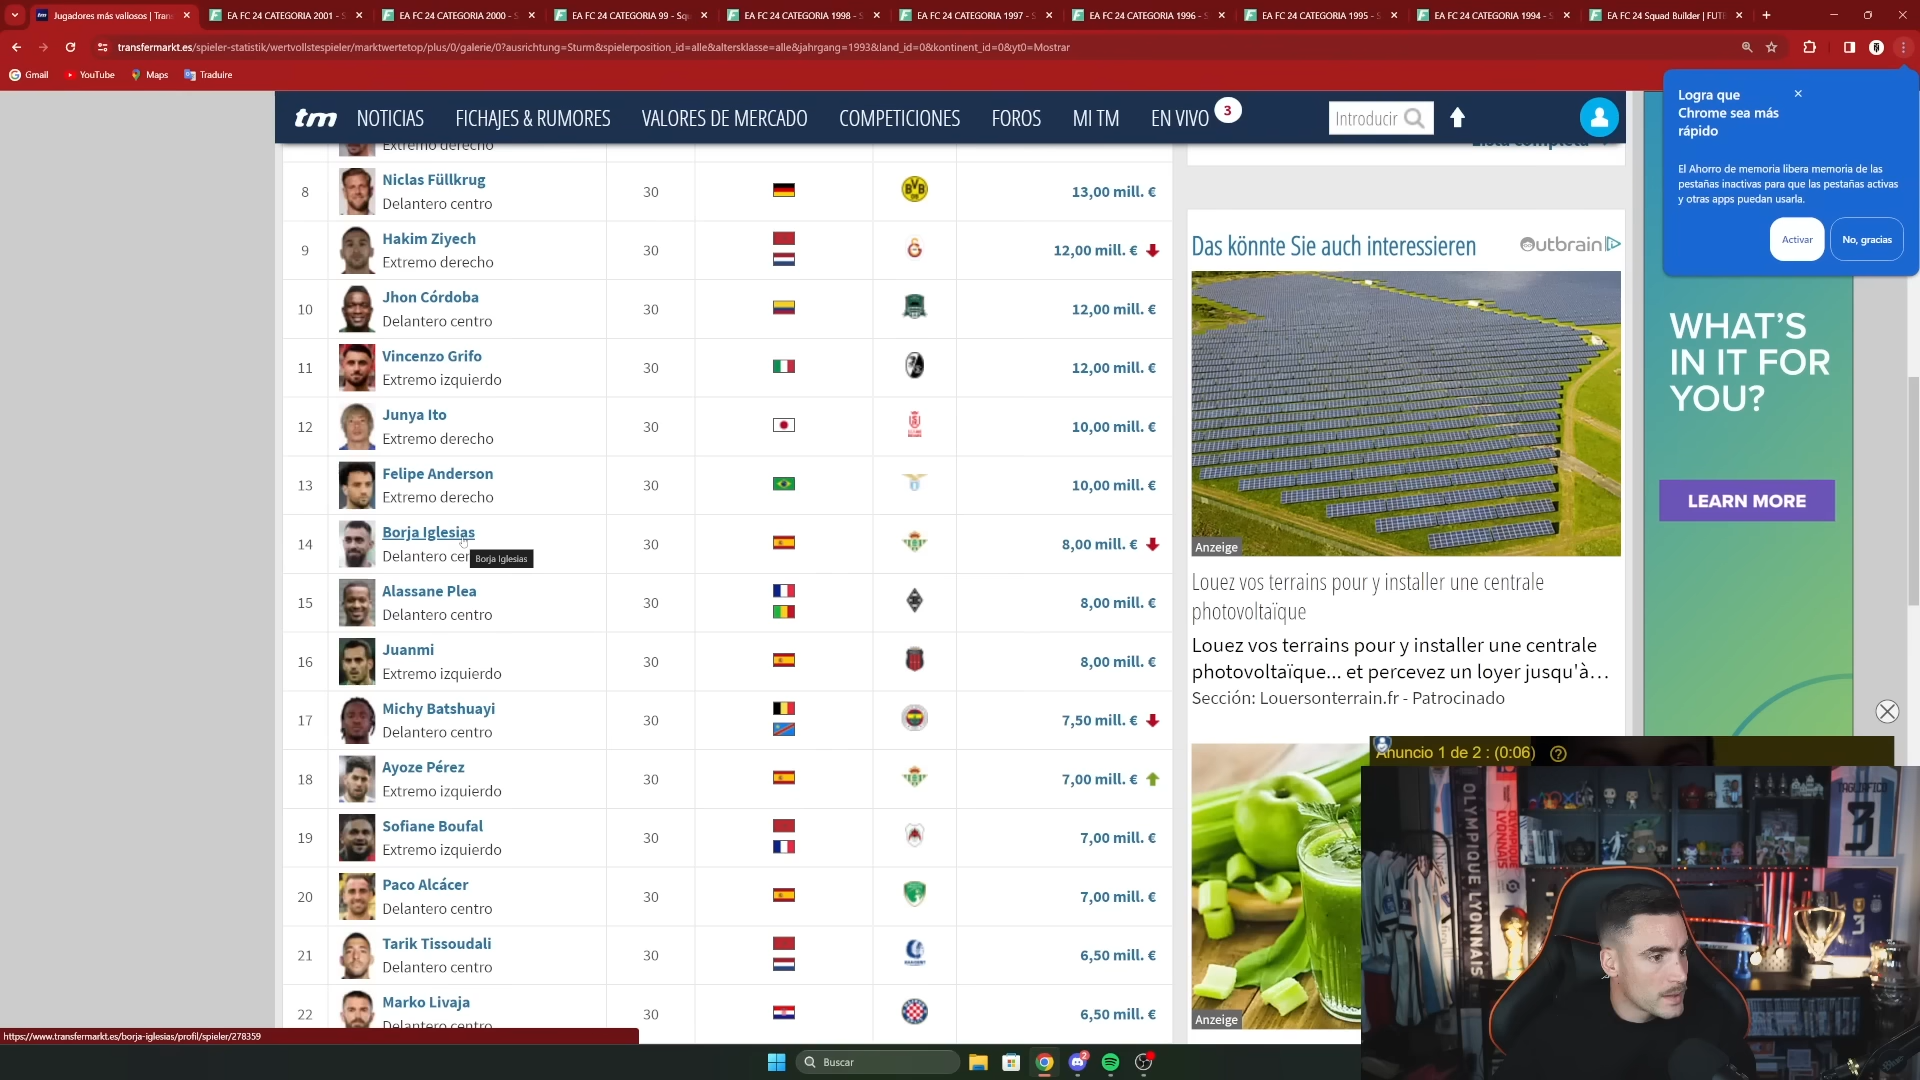 Jugadores más valiosos | Tran
EA FC 24 CATEGORIA 2001 - S
EA FC 24 CATEGORIA 2000 - S
EA FC 24 CATEGORIA 99 - Squ
EA FC 24 CATEGORIA 1998 - S
EA FC 24 CATEGORIA 1997 - S
EA FC 24 CATEGORIA 1996 - S
EA FC 24 CATEGORIA 1995 - S
EA FC 24 CATEGORIA 1994 - S
EA FC 24 Squad Builder | FUT
transfermarkt.es/spieler-statistik/wertvollstespieler/marktwertetop/plus/0/galerie/0?ausrichtung=Sturm&spielerposition_id=alle&altersklasse=alle&jahrgang=1993&land_id=0&kontinent_id=0&yt0=Mostrar
Gmail YouTube Maps Traduire
Logra que
Chrome sea más
rápido
El Ahorro de memoria libera memoria de las
pestañas inactivas para que las pestañas activas
y otras apps puedan usarla.
Activar No, gracias
tm NOTICIAS FICHAJES & RUMORES VALORES DE MERCADO COMPETICIONES FOROS MI TM EN VIVO 3 Introducir
Extremo derecho
Lista completa
8 Niclas Füllkrug 30 13,00 mill. €
Delantero centro
9 Hakim Ziyech 30 12,00 mill. €
Extremo derecho
10 Jhon Córdoba 30 12,00 mill. €
Delantero centro
11 Vincenzo Grifo 30 12,00 mill. €
Extremo izquierdo
12 Junya Ito 30 10,00 mill. €
Extremo derecho
13 Felipe Anderson 30 10,00 mill. €
Extremo derecho
14 Borja Iglesias 30 8,00 mill. €
Delantero cen
Borja Iglesias
15 Alassane Plea 30 8,00 mill. €
Delantero centro
16 Juanmi 30 8,00 mill. €
Extremo izquierdo
17 Michy Batshuayi 30 7,50 mill. €
Delantero centro
18 Ayoze Pérez 30 7,00 mill. €
Extremo izquierdo
19 Sofiane Boufal 30 7,00 mill. €
Extremo izquierdo
20 Paco Alcácer 30 7,00 mill. €
Delantero centro
21 Tarik Tissoudali 30 6,50 mill. €
Delantero centro
22 Marko Livaja 30 6,50 mill. €
Delantero centro
Das könnte Sie auch interessieren
Outbrain
Anzeige
Louez vos terrains pour y installer une centrale
photovoltaïque
Louez vos terrains pour y installer une centrale
photovoltaïque... et percevez un loyer jusqu'à…
Sección: Louersonterrain.fr - Patrocinado
Anzeige
WHAT'S
IN IT FOR
YOU?
LEARN MORE
Anuncio 1 de 2 : (0:06)
OLYMPIQUE LYONNAIS
TAGLIAFICO
3
https://www.transfermarkt.es/borja-iglesias/profil/spieler/278359
Buscar
2